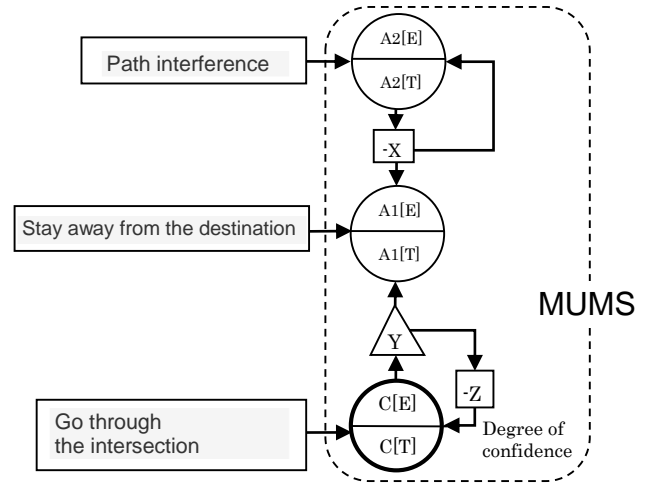 A2[E]
Path interference
A2[T]
-X
A1[E]
Stay away from the destination
A1[T]
MUMS
Y
-Z
C[E]
Go through
the intersection
C[T]
Degree of
confidence